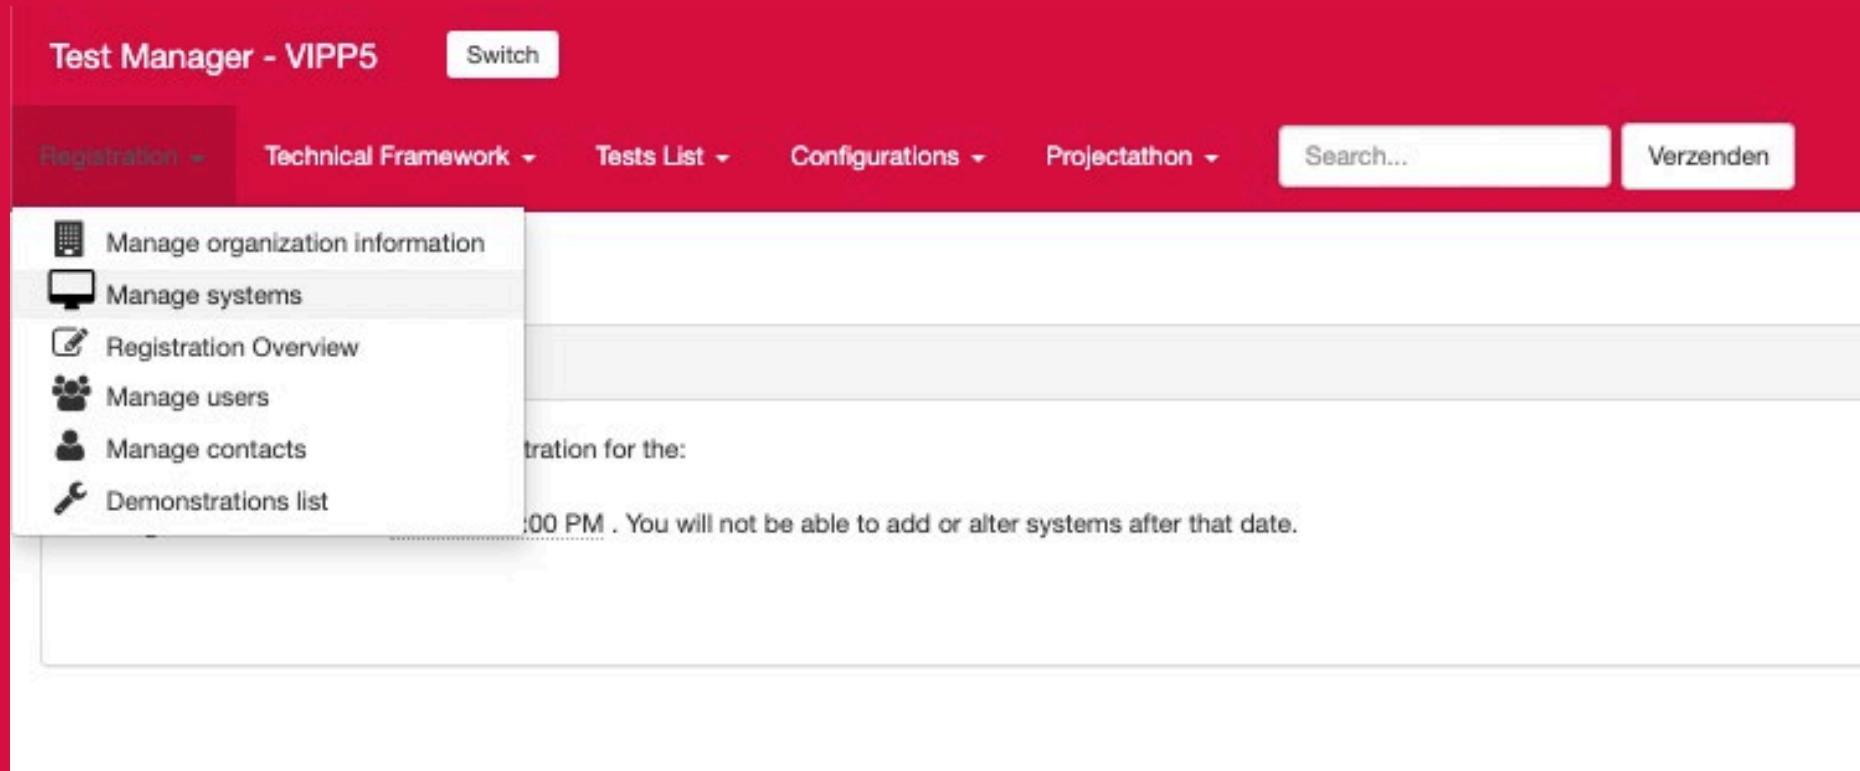 Test Manager - VIPP5 Switch
Registration Technical Framework Tests List Configurations Projectathon Search... Verzenden
Manage organization information
Manage systems
Registration Overview
Manage users
Manage contacts tration for the:
Demonstrations list
:00 PM . You will not be able to add or alter systems after that date.